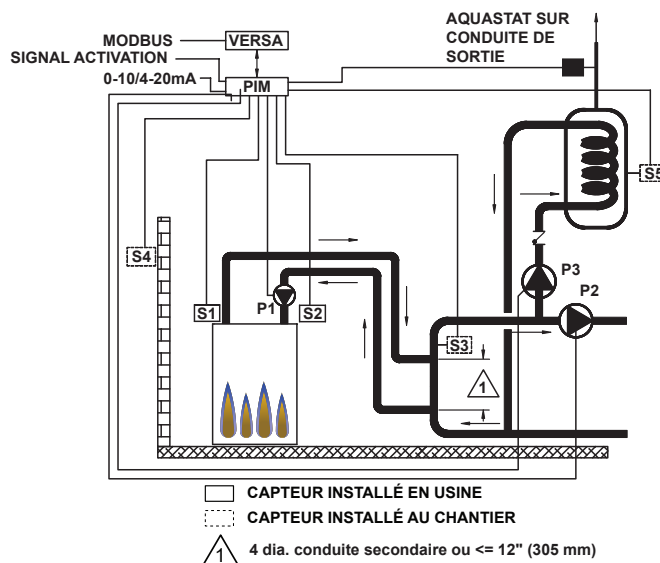 AQUASTAT SUR
CONDUITE DE
SORTIE
MODBUS
VERSA
SIGNAL ACTIVATION
0-10/4-20mA
PIM
S5
S4
P3
P2
S1
P1
S2
S3
1
CAPTEUR INSTALLÉ EN USINE
CAPTEUR INSTALLÉ AU CHANTIER
1
4 dia. conduite secondaire ou <= 12" (305 mm)